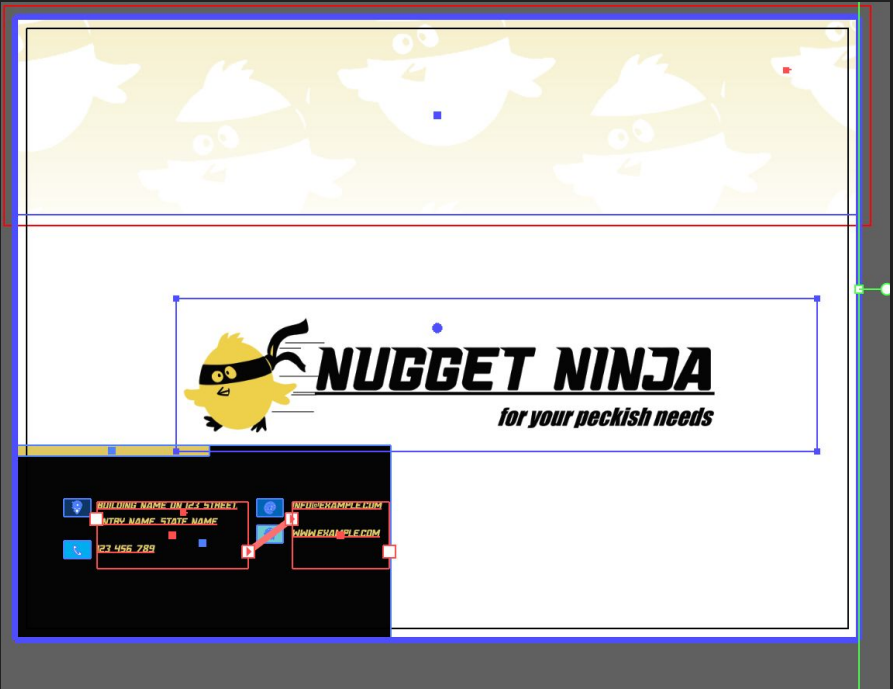 NUGGET NINJA
for your peckish needs
BUILDING NAME ON 123 STREET,
NTRY NAME, STATE NAME
123 456 789
INFO@EXAMPLE.COM
WWW.EXAMPLE.COM